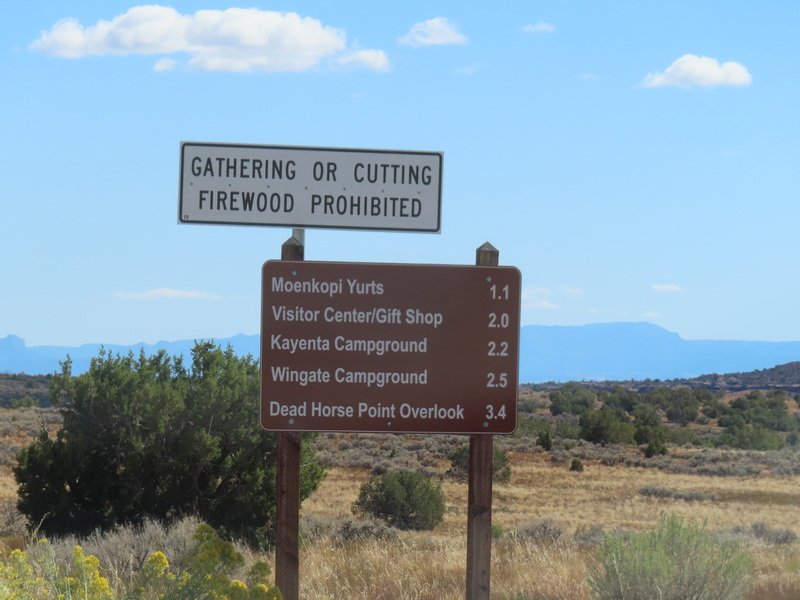 GATHERING OR CUTTING
FIREWOOD PROHIBITED
Moenkopi Yurts 1.1
Visitor Center/Gift Shop 2.0
Kayenta Campground 2.2
Wingate Campground 2.5
Dead Horse Point Overlook 3.4